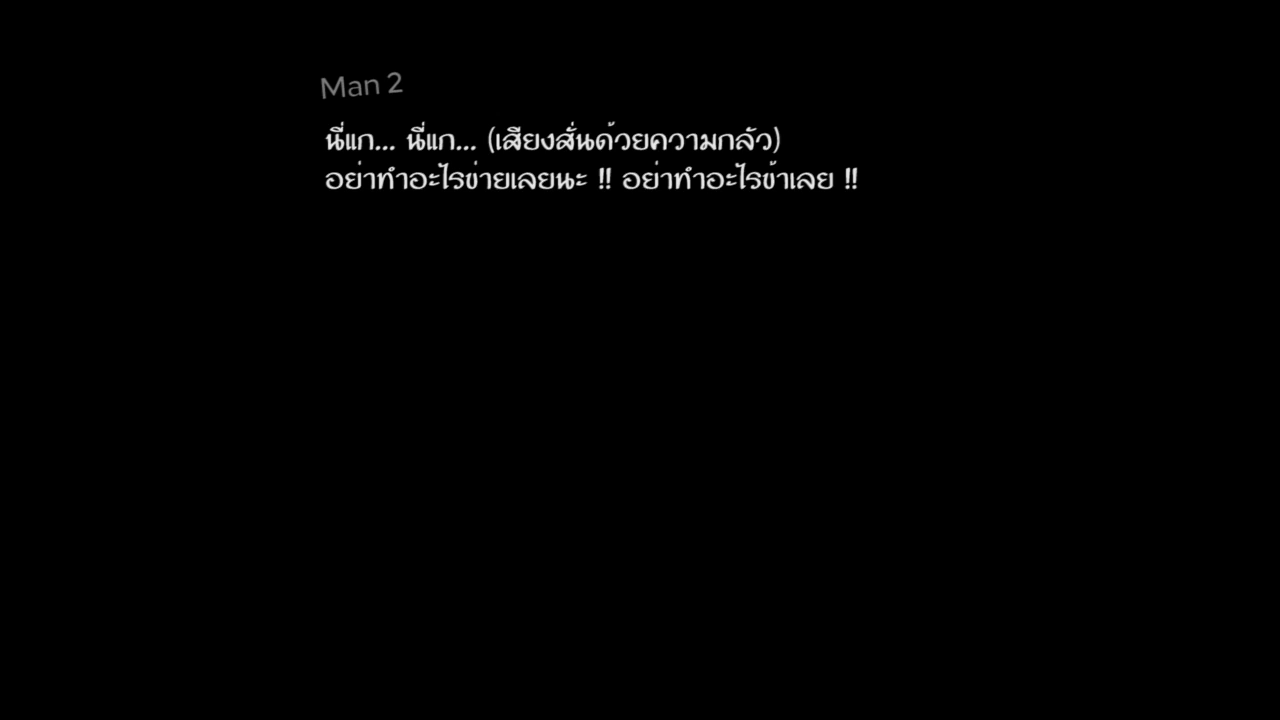 Man 2
นี่แก... นี่แก... (เสียงสั่นด้วยความกลัว)
อย่าทำอะไรข่ายเลยนะ !! อย่าทำอะไรข้าเลย !!